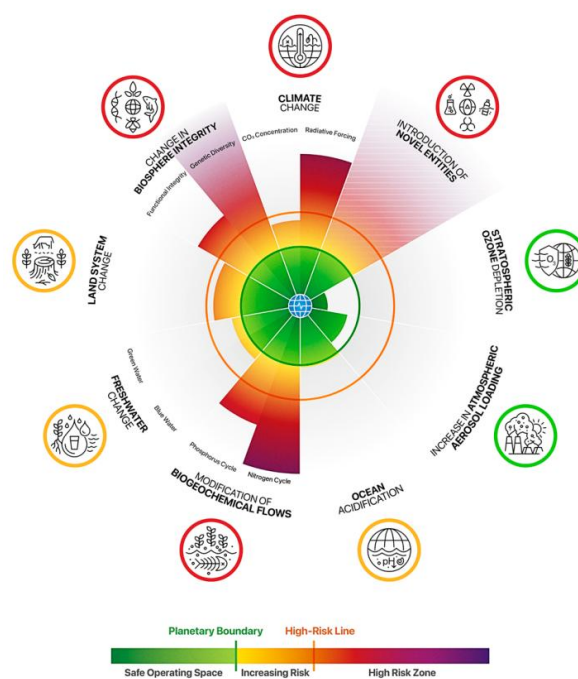 CLIMATE
CHANGE
CO₂ Concentration
Radiative Forcing
INTRODUCTION OF
NOVEL ENTITIES
STRATOSPHERIC
OZONE DEPLETION
INCREASE IN ATMOSPHERIC
AEROSOL LOADING
OCEAN
ACIDIFICATION
pH
MODIFICATION OF
BIOGEOCHEMICAL FLOWS
Phosphorus Cycle
Nitrogen Cycle
FRESHWATER
CHANGE
Green Water
Blue Water
LAND SYSTEM
CHANGE
CHANGE IN
BIOSPHERE INTEGRITY
Functional Integrity
Genetic Diversity
Planetary Boundary
High-Risk Line
Safe Operating Space
Increasing Risk
High Risk Zone